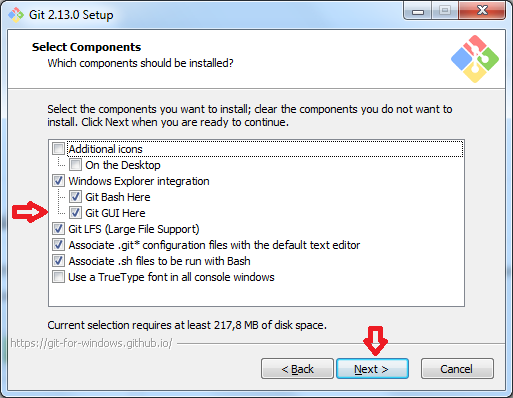 Git 2.13.0 Setup
Select Components
Which components should be installed?
Select the components you want to install; clear the components you do not want to
install. Click Next when you are ready to continue.
Additional icons
On the Desktop
Windows Explorer integration
Git Bash Here
Git GUI Here
Git LFS (Large File Support)
Associate .git* configuration files with the default text editor
Associate .sh files to be run with Bash
Use a TrueType font in all console windows
Current selection requires at least 217,8 MB of disk space.
https://git-for-windows.github.io/
< Back
Next >
Cancel